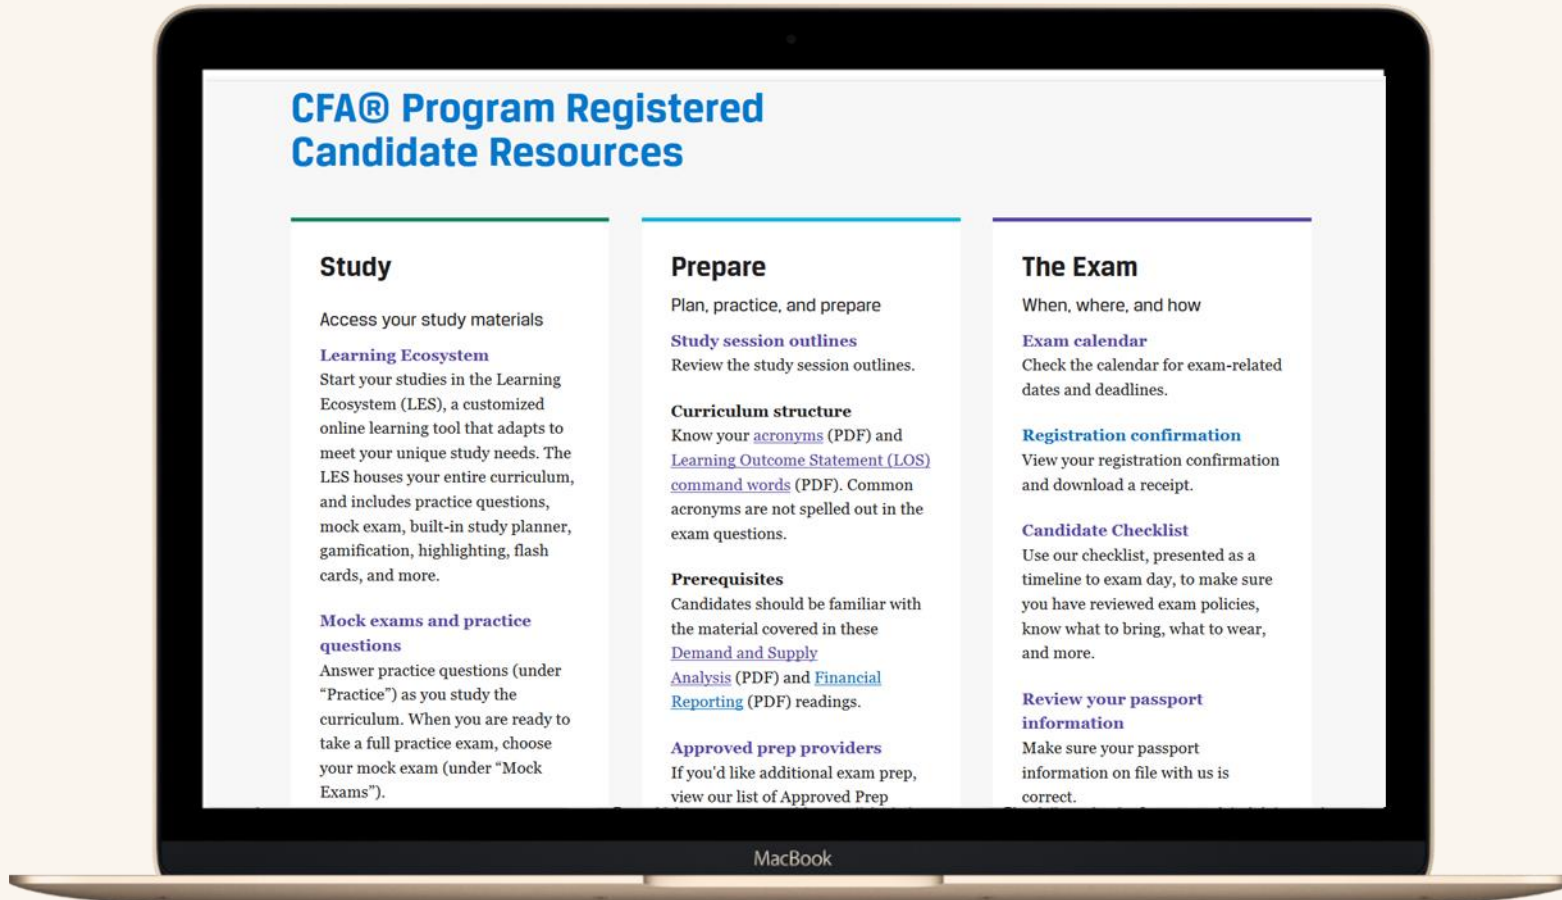 CFA® Program Registered
Candidate Resources
Study
Access your study materials
Learning Ecosystem
Start your studies in the Learning
Ecosystem (LES), a customized
online learning tool that adapts to
meet your unique study needs. The
LES houses your entire curriculum,
and includes practice questions,
mock exam, built-in study planner,
gamification, highlighting, flash
cards, and more.
Mock exams and practice
questions
Answer practice questions (under
“Practice”) as you study the
curriculum. When you are ready to
take a full practice exam, choose
your mock exam (under “Mock
Exams”).
Prepare
Plan, practice, and prepare
Study session outlines
Review the study session outlines.
Curriculum structure
Know your acronyms (PDF) and
Learning Outcome Statement (LOS)
command words (PDF). Common
acronyms are not spelled out in the
exam questions.
Prerequisites
Candidates should be familiar with
the material covered in these
Demand and Supply
Analysis (PDF) and Financial
Reporting (PDF) readings.
Approved prep providers
If you'd like additional exam prep,
view our list of Approved Prep
The Exam
When, where, and how
Exam calendar
Check the calendar for exam-related
dates and deadlines.
Registration confirmation
View your registration confirmation
and download a receipt.
Candidate Checklist
Use our checklist, presented as a
timeline to exam day, to make sure
you have reviewed exam policies,
know what to bring, what to wear,
and more.
Review your passport
information
Make sure your passport
information on file with us is
correct.
MacBook